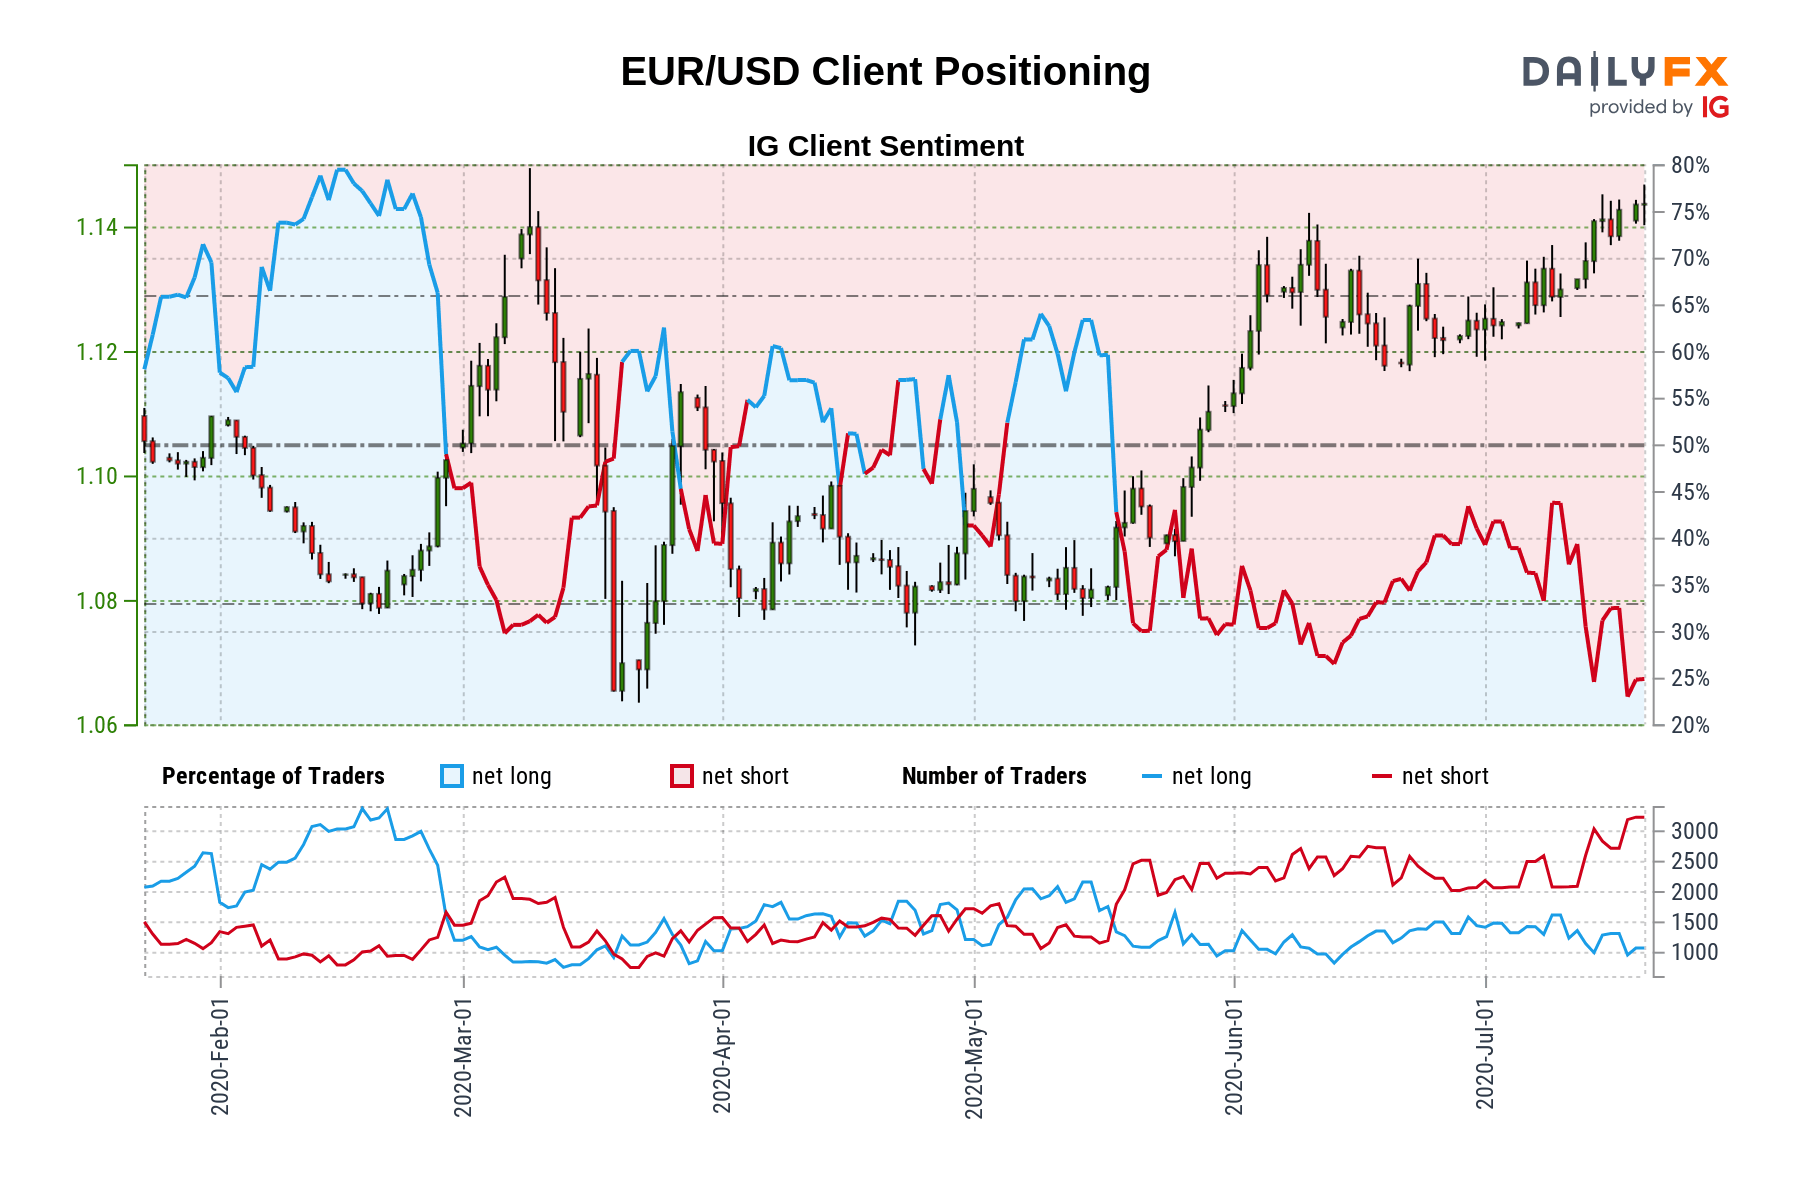 EUR/USD Client Positioning
DAILYFX
provided by IG
IG Client Sentiment
1.14
1.12
1.10
1.08
1.06
80%
75%
70%
65%
60%
55%
50%
45%
40%
35%
30%
25%
20%
Percentage of Traders net long net short Number of Traders net long net short
3000
2500
2000
1500
1000
2020-Feb-01
2020-Mar-01
2020-Apr-01
2020-May-01
2020-Jun-01
2020-Jul-01